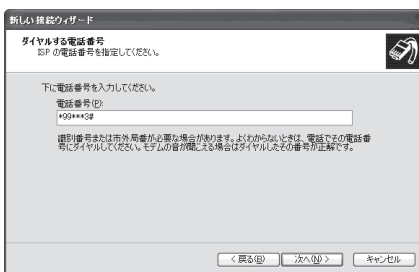 新しい接続ウィザード
ダイヤルする電話番号
ISP の電話番号を指定してください。
下に電話番号を入力してください。
電話番号(P):
*99***3#
識別番号または市外局番が必要な場合があります。よくわからないときは、電話でその電話番
号にダイヤルしてください。モデムの音が聞こえる場合はダイヤルしたその番号が正解です。
< 戻る(B)
次へ(N) >
キャンセル